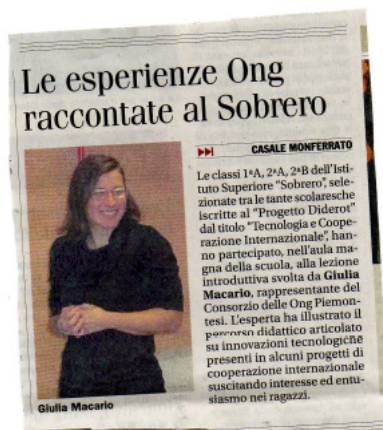 Le esperienze Ong
raccontate al Sobrero
CASALE MONFERRATO
Le classi 1ªA, 2ªA, 2ªB dell'Isti-
tuto Superiore "Sobrero", sele-
zionate tra le tante scolaresche
iscritte al "Progetto Diderot"
dal titolo "Tecnologia e Coope-
razione Internazionale", han-
no partecipato, nell'aula ma-
gna della scuola, alla lezione
introduttiva svolta da Giulia
Macario, rappresentante del
Consorzio delle Ong Piemon-
tesi. L'esperta ha illustrato il
percorso didattico articolato
su innovazioni tecnologiche
presenti in alcuni progetti di
cooperazione internazionale
suscitando interesse ed entu-
siasmo nei ragazzi.
Giulia Macario